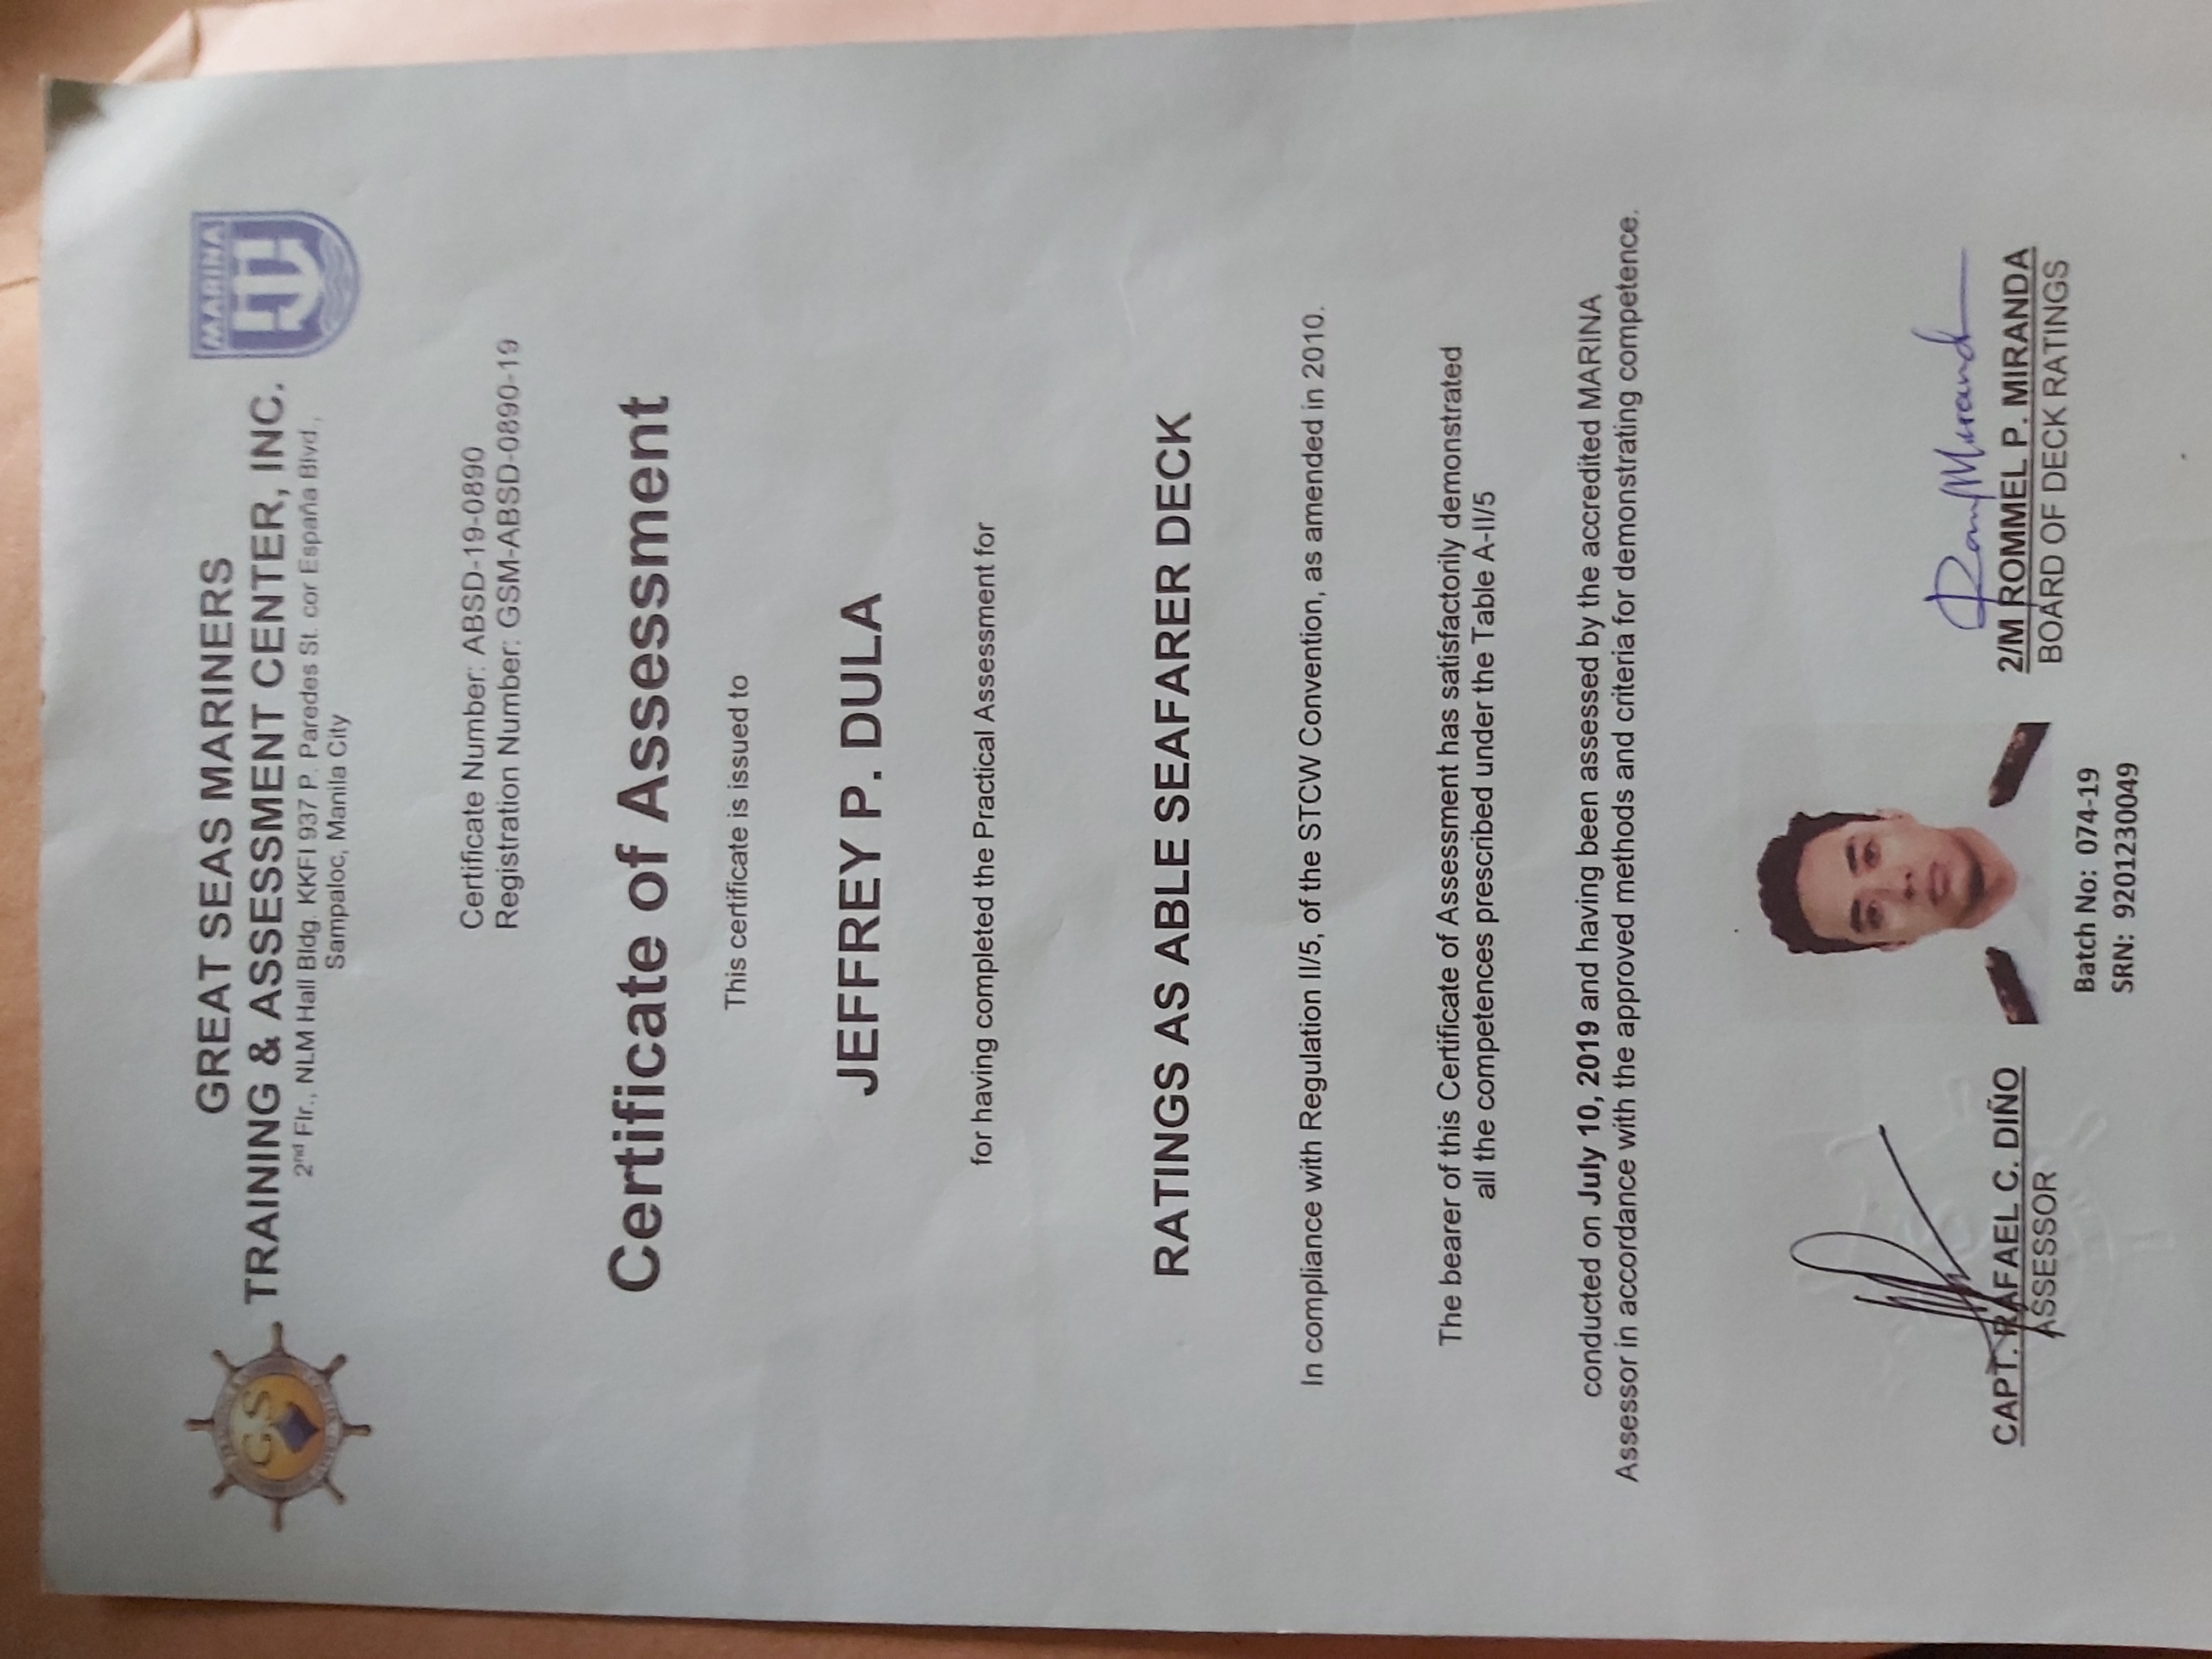 GREAT SEAS MARINERS
TRAINING & ASSESSMENT CENTER, INC.
2nd Flr., NLM Hall Bldg. KKFI 937 P. Paredes St. cor España Blvd.,
Sampaloc, Manila City
MARINA
GS
Certificate Number: ABSD-19-0890
Registration Number: GSM-ABSD-0890-19
Certificate of Assessment
This certificate is issued to
JEFFREY P. DULA
for having completed the Practical Assessment for
RATINGS AS ABLE SEAFARER DECK
In compliance with Regulation II/5, of the STCW Convention, as amended in 2010.
The bearer of this Certificate of Assessment has satisfactorily demonstrated
all the competences prescribed under the Table A-II/5
conducted on July 10, 2019 and having been assessed by the accredited MARINA
Assessor in accordance with the approved methods and criteria for demonstrating competence.
CAPT. RAFAEL C. DIÑO
ASSESSOR
Batch No: 074-19
SRN: 9201230049
2/M ROMMEL P. MIRANDA
BOARD OF DECK RATINGS